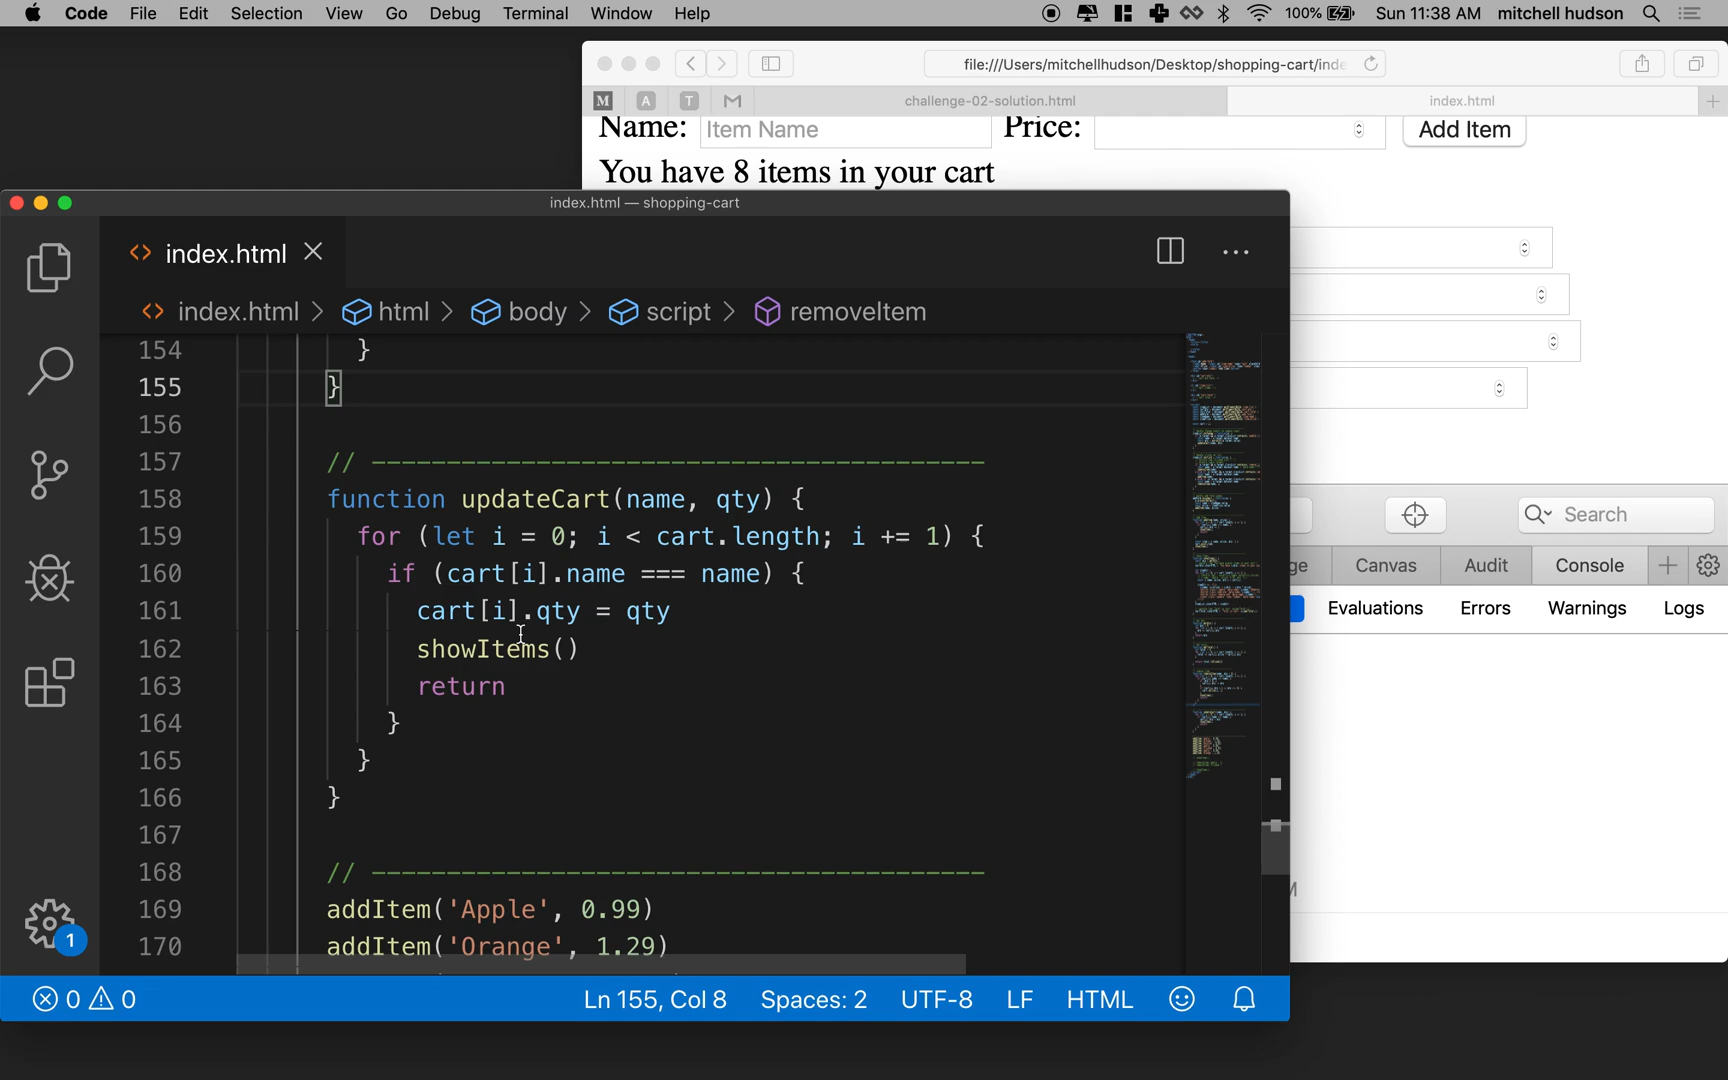 Code File Edit Selection View Go Debug Terminal Window Help 100% Sun 11:38 AM mitchell hudson
file:///Users/mitchellhudson/Desktop/shopping-cart/inde
M A T M challenge-02-solution.html index.html
Name: Item Name Price: Add Item
You have 8 items in your cart
index.html — shopping-cart
index.html
index.html > html > body > script > removeItem
154 }
155 }
156
157 // -----------------------------------------
158 function updateCart(name, qty) {
159 for (let i = 0; i < cart.length; i += 1) {
160 if (cart[i].name === name) {
161 cart[i].qty = qty
162 showItems()
163 return
164 }
165 }
166 }
167
168 // -----------------------------------------
169 addItem('Apple', 0.99)
170 addItem('Orange', 1.29)
1
0 0 Ln 155, Col 8 Spaces: 2 UTF-8 LF HTML
Search
ge Canvas Audit Console
Evaluations Errors Warnings Logs